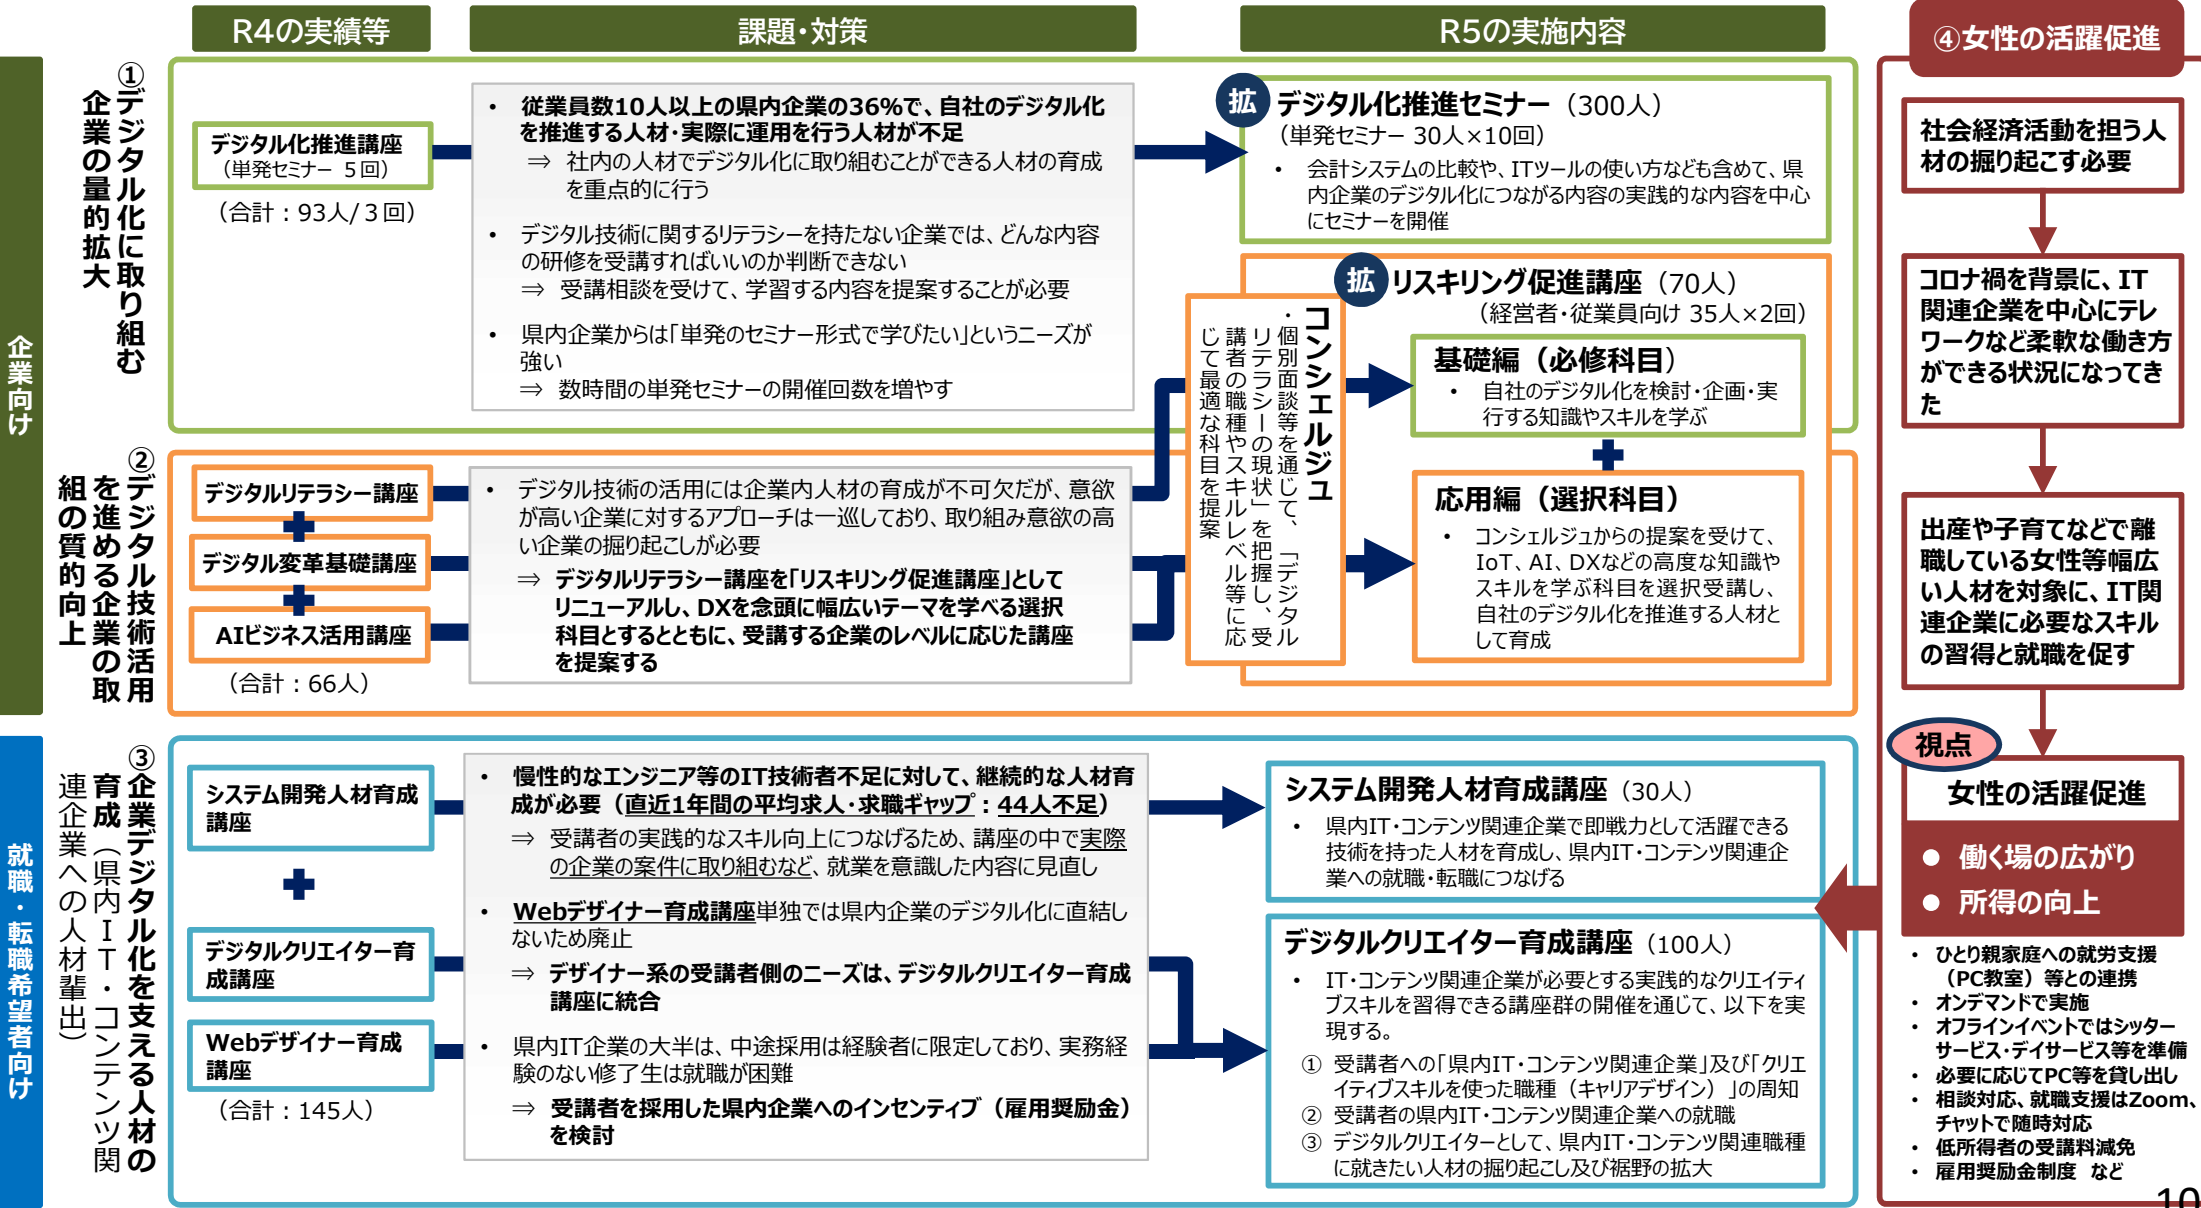 R4の実績等
課題・対策
R5の実施内容
④女性の活躍促進
企業向け
①デジタル化に取り組む
企業の量的拡大
デジタル化推進講座
（単発セミナー ５回）
（合計：93人/３回）
• 従業員数10人以上の県内企業の36%で、自社のデジタル化
を推進する人材・実際に運用を行う人材が不足
⇒ 社内の人材でデジタル化に取り組むことができる人材の育成
を重点的に行う
• デジタル技術に関するリテラシーを持たない企業では、どんな内容
の研修を受講すればいいのか判断できない
⇒ 受講相談を受けて、学習する内容を提案することが必要
• 県内企業からは「単発のセミナー形式で学びたい」というニーズが
強い
⇒ 数時間の単発セミナーの開催回数を増やす
拡 デジタル化推進セミナー（300人）
（単発セミナー 30人×10回）
• 会計システムの比較や、ITツールの使い方なども含めて、県
内企業のデジタル化につながる内容の実践的な内容を中心
にセミナーを開催
拡 リスキリング促進講座（70人）
（経営者・従業員向け 35人×2回）
コンシェルジュ
・個別面談等を通じて、「デジタル
リテラシーの現状」を把握し、受
講者の職種やスキルレベル等に応
じて最適な科目を提案
基礎編（必修科目）
• 自社のデジタル化を検討・企画・実
行する知識やスキルを学ぶ
応用編（選択科目）
• コンシェルジュからの提案を受けて、
IoT、AI、DXなどの高度な知識や
スキルを学ぶ科目を選択受講し、
自社のデジタル化を推進する人材と
して育成
②デジタル技術活用
を進める企業の取
組の質的向上
デジタルリテラシー講座
デジタル変革基礎講座
AIビジネス活用講座
（合計：66人）
• デジタル技術の活用には企業内人材の育成が不可欠だが、意欲
が高い企業に対するアプローチは一巡しており、取り組み意欲の高
い企業の掘り起こしが必要
⇒ デジタルリテラシー講座を「リスキリング促進講座」として
リニューアルし、DXを念頭に幅広いテーマを学べる選択
科目とするとともに、受講する企業のレベルに応じた講座
を提案する
就職・転職希望者向け
③企業デジタル化を支える人材の
育成（県内ＩＴ・コンテンツ関
連企業への人材輩出）
システム開発人材育成
講座
デジタルクリエイター育
成講座
Webデザイナー育成
講座
（合計：145人）
• 慢性的なエンジニア等のIT技術者不足に対して、継続的な人材育
成が必要（直近1年間の平均求人・求職ギャップ：44人不足）
⇒ 受講者の実践的なスキル向上につなげるため、講座の中で実際
の企業の案件に取り組むなど、就業を意識した内容に見直し
• Webデザイナー育成講座単独では県内企業のデジタル化に直結し
ないため廃止
⇒ デザイナー系の受講者側のニーズは、デジタルクリエイター育成
講座に統合
• 県内IT企業の大半は、中途採用は経験者に限定しており、実務経
験のない修了生は就職が困難
⇒ 受講者を採用した県内企業へのインセンティブ（雇用奨励金）
を検討
システム開発人材育成講座（30人）
• 県内IT・コンテンツ関連企業で即戦力として活躍できる
技術を持った人材を育成し、県内IT・コンテンツ関連企
業への就職・転職につなげる
デジタルクリエイター育成講座（100人）
• IT・コンテンツ関連企業が必要とする実践的なクリエイティ
ブスキルを習得できる講座群の開催を通じて、以下を実
現する。
① 受講者への「県内IT・コンテンツ関連企業」及び「クリエ
イティブスキルを使った職種（キャリアデザイン）」の周知
② 受講者の県内IT・コンテンツ関連企業への就職
③ デジタルクリエイターとして、県内IT・コンテンツ関連職種
に就きたい人材の掘り起こし及び裾野の拡大
社会経済活動を担う人
材の掘り起こす必要
コロナ禍を背景に、IT
関連企業を中心にテレ
ワークなど柔軟な働き方
ができる状況になってき
た
出産や子育てなどで離
職している女性等幅広
い人材を対象に、IT関
連企業に必要なスキル
の習得と就職を促す
視点
女性の活躍促進
● 働く場の広がり
● 所得の向上
• ひとり親家庭への就労支援
（PC教室）等との連携
• オンデマンドで実施
• オフラインイベントではシッター
サービス・デイサービス等を準備
• 必要に応じてPC等を貸し出し
• 相談対応、就職支援はZoom、
チャットで随時対応
• 低所得者の受講料減免
• 雇用奨励金制度 など
10